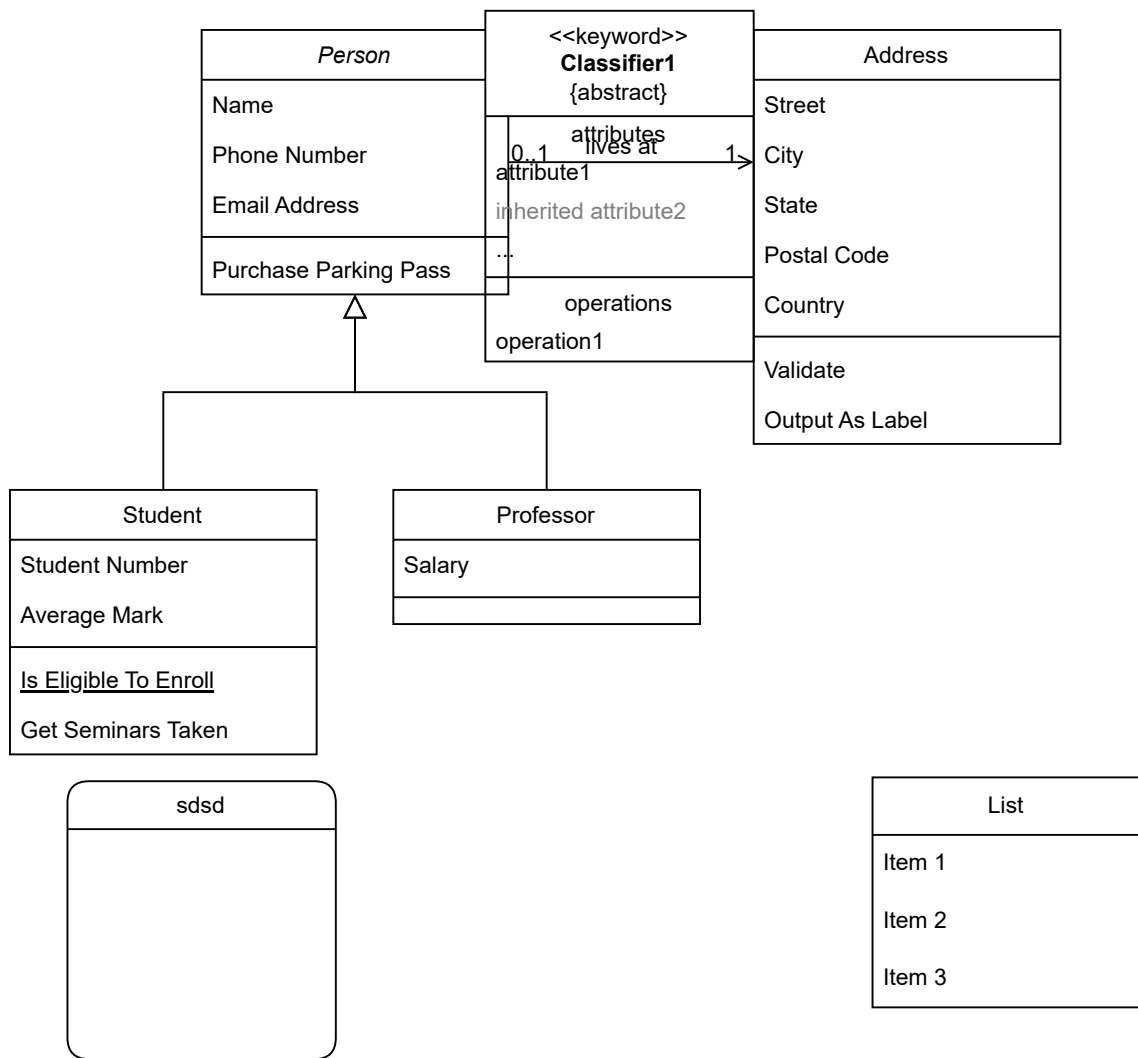 Person
Name
Phone Number
Email Address
Purchase Parking Pass
<<keyword>>
Classifier1
{abstract}
attributes
lives at
0..1
1
attribute1
inherited attribute2
...
operations
operation1
Address
Street
City
State
Postal Code
Country
Validate
Output As Label
Student
Student Number
Average Mark
Is Eligible To Enroll
Get Seminars Taken
Professor
Salary
sdsd
List
Item 1
Item 2
Item 3